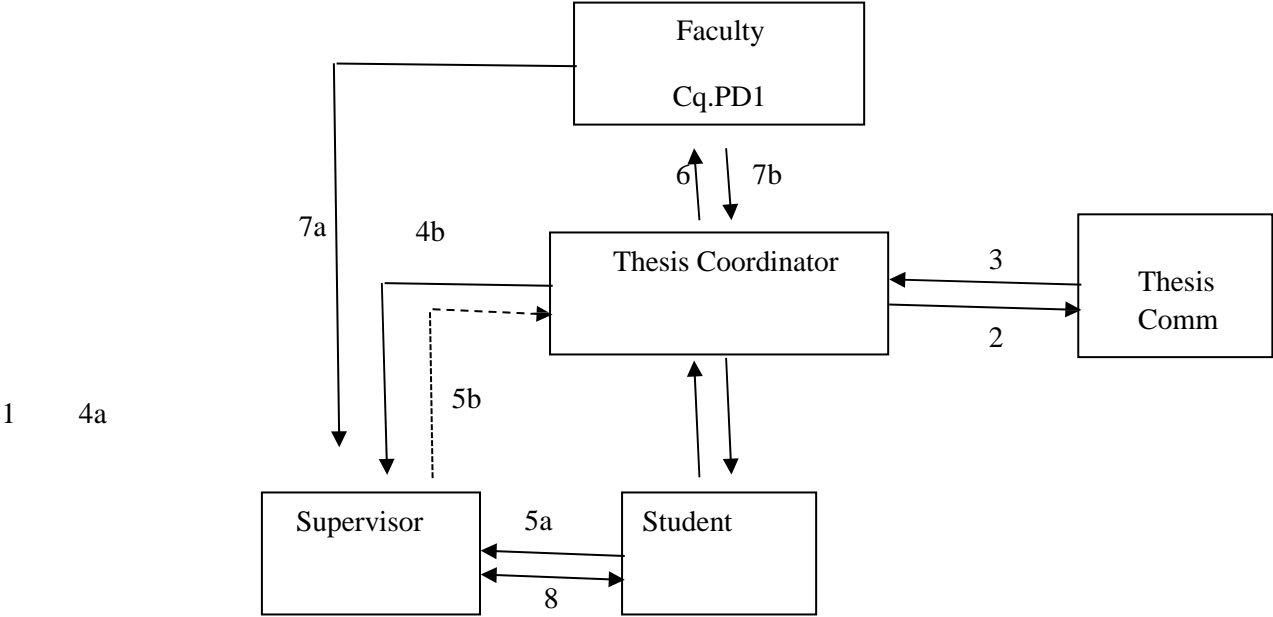 Faculty
Cq.PD1
6 7b
7a 4b
Thesis Coordinator
3
Thesis
Comm
2
5b
1 4a
Supervisor 5a Student
8